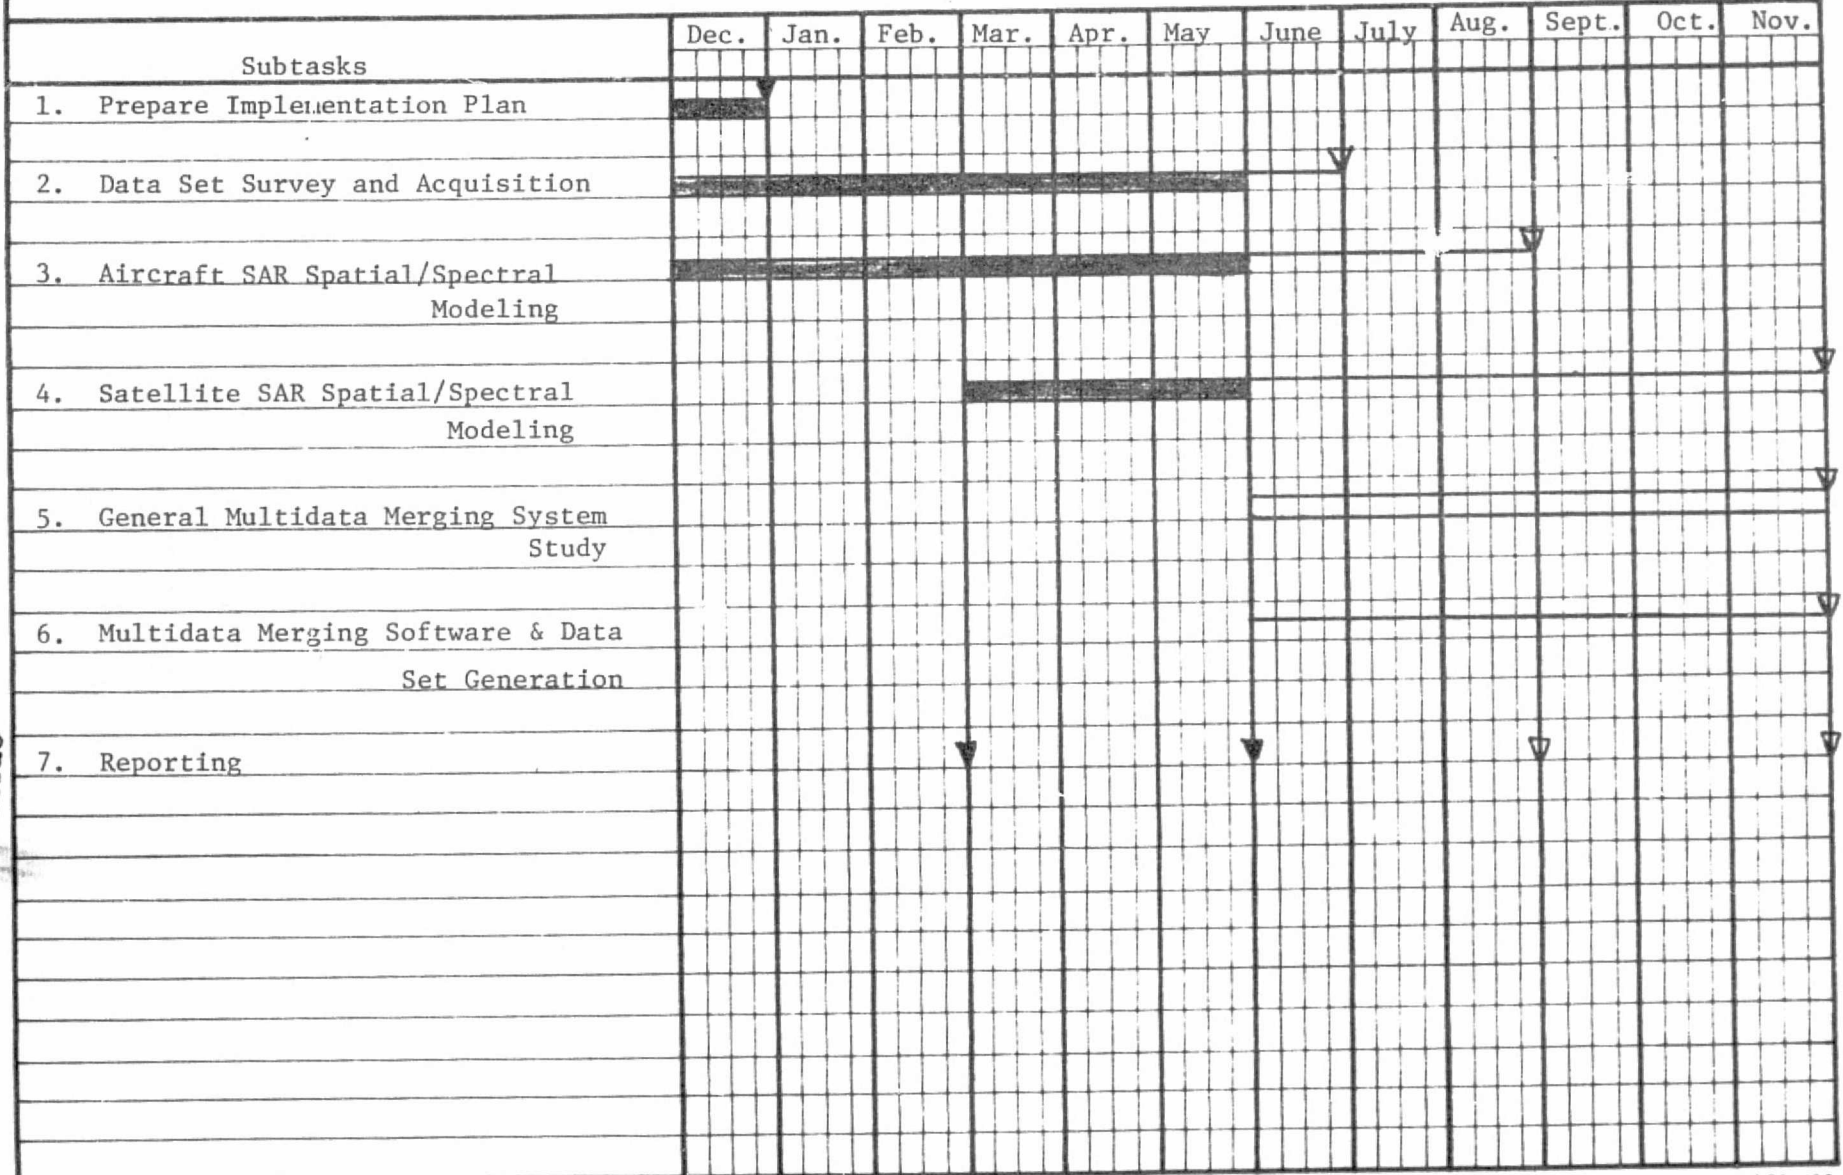 Dec. Jan. Feb. Mar. Apr. May June July Aug. Sept. Oct. Nov.
Subtasks
1. Prepare Implementation Plan
2. Data Set Survey and Acquisition
3. Aircraft SAR Spatial/Spectral
Modeling
4. Satellite SAR Spatial/Spectral
Modeling
5. General Multidata Merging System
Study
6. Multidata Merging Software & Data
Set Generation
7. Reporting